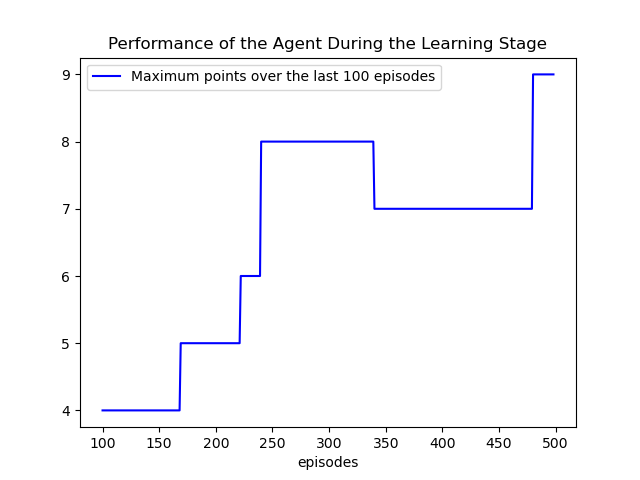 Performance of the Agent During the Learning Stage
Maximum points over the last 100 episodes
9
8
7
6
5
4
100 150 200 250 300 350 400 450 500
episodes